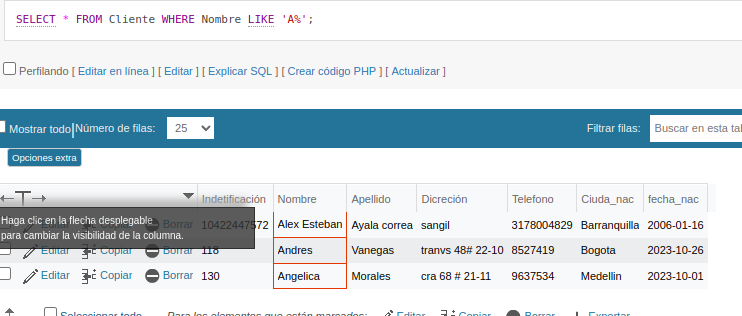 SELECT * FROM Cliente WHERE Nombre LIKE 'A%';
Perfilando [ Editar en línea ] [ Editar ] [ Explicar SQL ] [ Crear código PHP ] [ Actualizar ]
Mostrar todo Número de filas: 25 Filtrar filas: Buscar en esta tal
Opciones extra
Indetificación Nombre Apellido Dicreción Telefono Ciuda_nac fecha_nac
Haga clic en la flecha desplegable
para cambiar la visibilidad de la columna.
Editar Copiar Borrar 10422447572 Alex Esteban Ayala correa sangil 3178004829 Barranquilla 2006-01-16
Editar Copiar Borrar 118 Andres Vanegas tranvs 48# 22-10 8527419 Bogota 2023-10-26
Editar Copiar Borrar 130 Angelica Morales cra 68 # 21-11 9637534 Medellin 2023-10-01
Seleccionar todo Para los elementos que están marcados: Editar Copiar Borrar Exportar